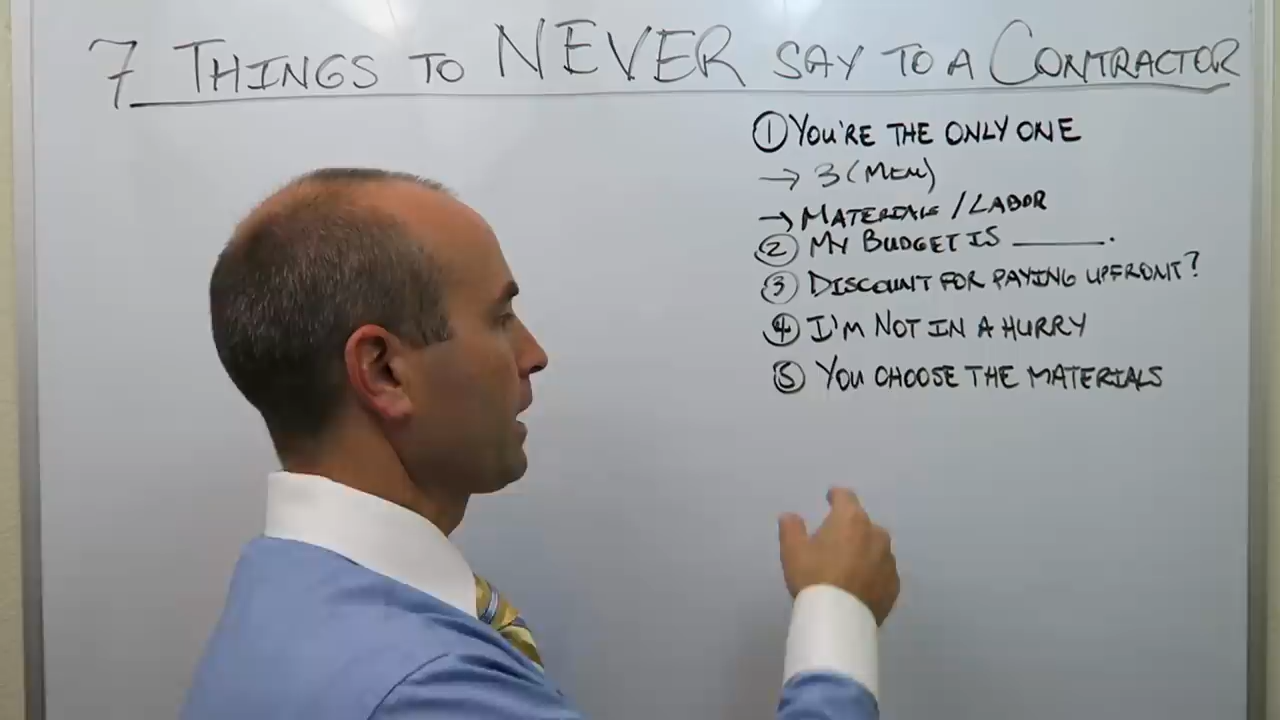 7 THINGS TO NEVER SAY TO A CONTRACTOR
① YOU'RE THE ONLY ONE
→ 3 (MEN)
→ MATERIALS / LABOR
② MY BUDGET IS ______.
③ DISCOUNT FOR PAYING UPFRONT?
④ I'M NOT IN A HURRY
⑤ YOU CHOOSE THE MATERIALS